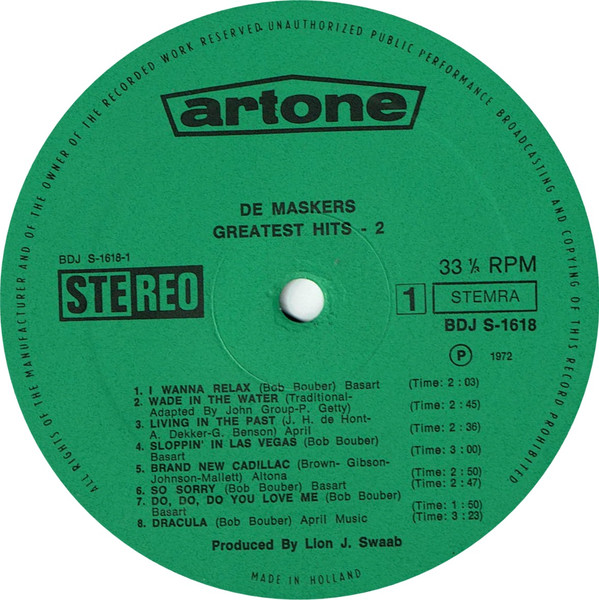 ALL RIGHTS OF THE MANUFACTURER AND OF THE OWNER OF THE RECORDED WORK RESERVED. UNAUTHORIZED PUBLIC PERFORMANCE BROADCASTING AND COPYING OF THIS RECORD PROHIBITED
artone
DE MASKERS
GREATEST HITS - 2
BDJ S-1618-1
STEREO
33 ⅓ RPM
1 STEMRA
BDJ S-1618
℗ 1972
1. I WANNA RELAX (Bob Bouber) Basart (Time: 2 : 03)
2. WADE IN THE WATER (Traditional-
Adapted By John Group-P. Getty) (Time: 2 : 45)
3. LIVING IN THE PAST (J. H. de Hont-
A. Dekker-G. Benson) April (Time: 2 : 36)
4. SLOPPIN' IN LAS VEGAS (Bob Bouber)
Basart (Time: 3 : 00)
5. BRAND NEW CADILLAC (Brown- Gibson-
Johnson-Mallett) Altona (Time: 2 : 50)
6. SO SORRY (Bob Bouber) Basart (Time: 2 : 47)
7. DO, DO, DO YOU LOVE ME (Bob Bouber)
Basart (Time: 1 : 50)
8. DRACULA (Bob Bouber) April Music (Time: 3 : 23)
Produced By Lion J. Swaab
MADE IN HOLLAND